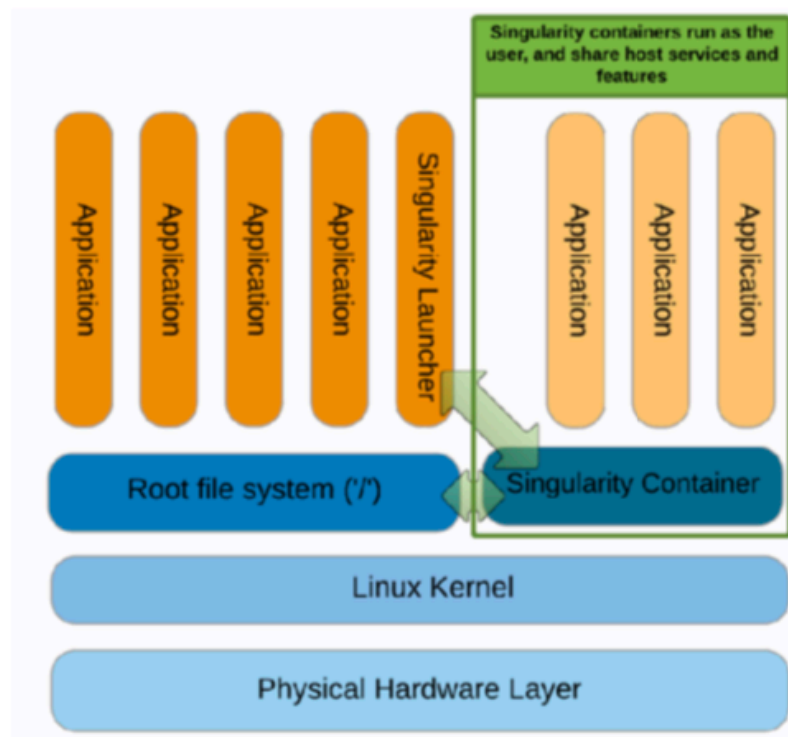 Singularity containers run as the
user, and share host services and
features
Application
Application
Application
Application
Singularity Launcher
Application
Application
Application
Root file system ('/')
Singularity Container
Linux Kernel
Physical Hardware Layer